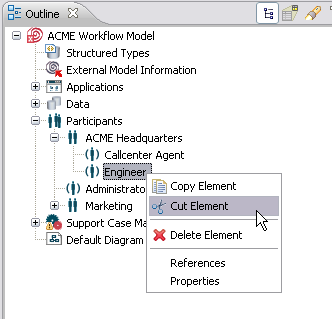 Outline
ACME Workflow Model
Structured Types
External Model Information
Applications
Data
Participants
ACME Headquarters
Callcenter Agent
Engineer
Administrato
Marketing
Support Case Ma
Default Diagram
Copy Element
Cut Element
Delete Element
References
Properties